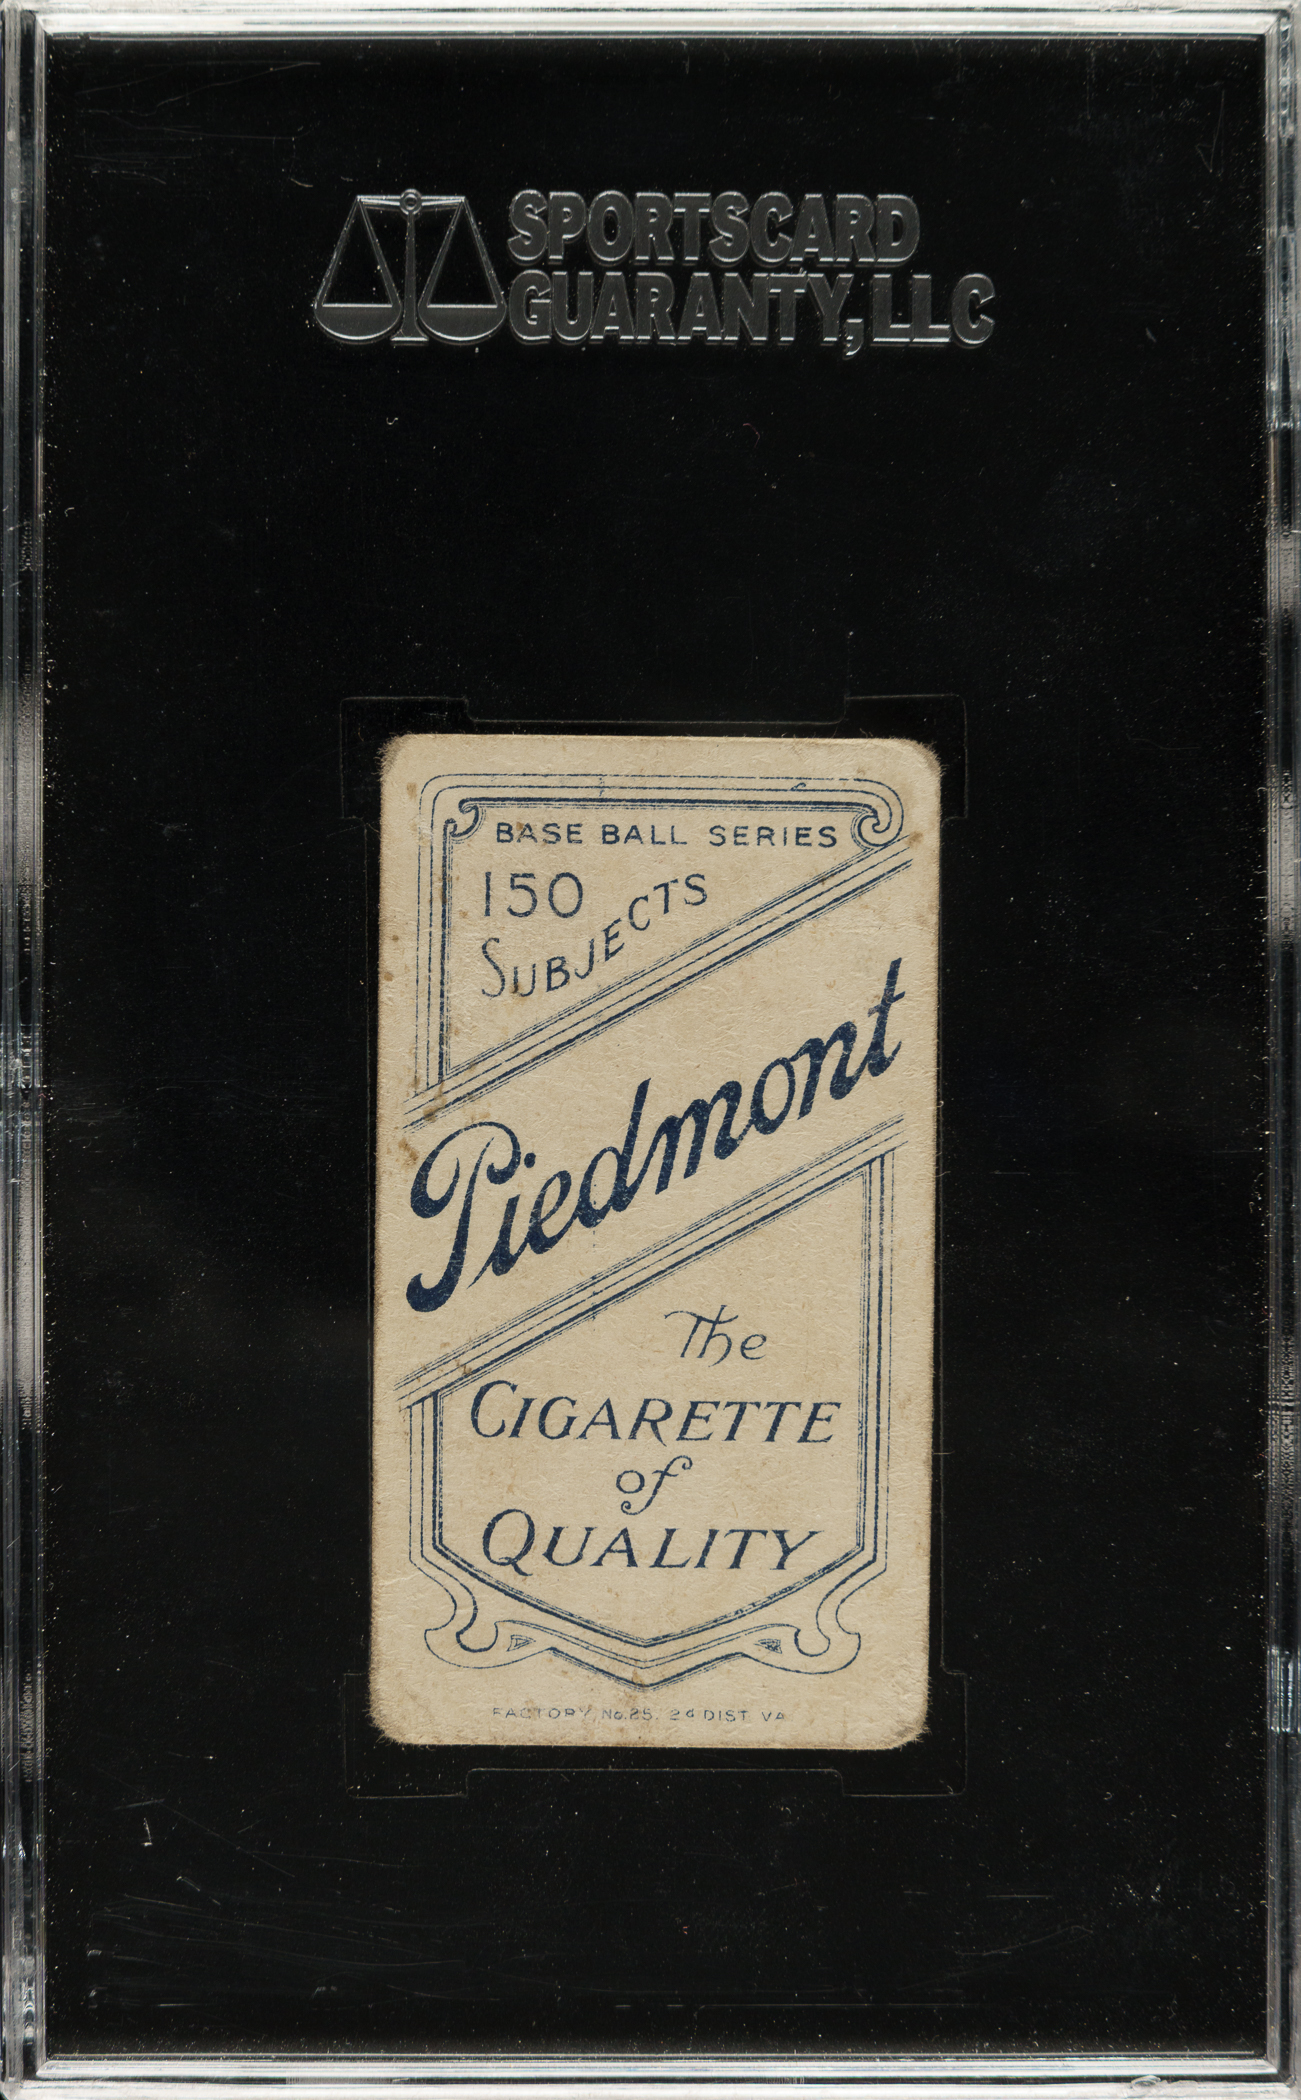 SPORTSCARD
GUARANTY, LLC
BASE BALL SERIES
150
SUBJECTS
Piedmont
The
CIGARETTE
of
QUALITY
FACTORY No. 25, 2d DIST. VA